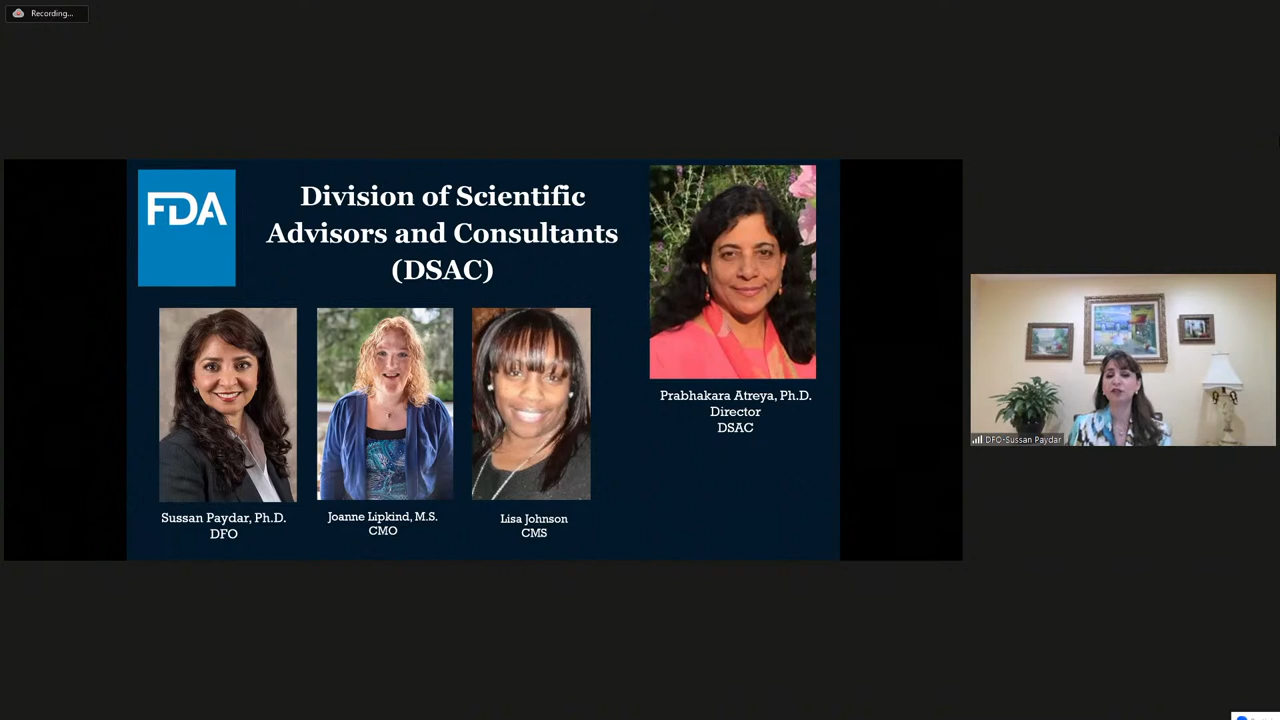 Recording...
FDA
Division of Scientific
Advisors and Consultants
(DSAC)
Prabhakara Atreya, Ph.D.
Director
DSAC
Sussan Paydar, Ph.D.
DFO
Joanne Lipkind, M.S.
CMO
Lisa Johnson
CMS
DFO-Sussan Paydar